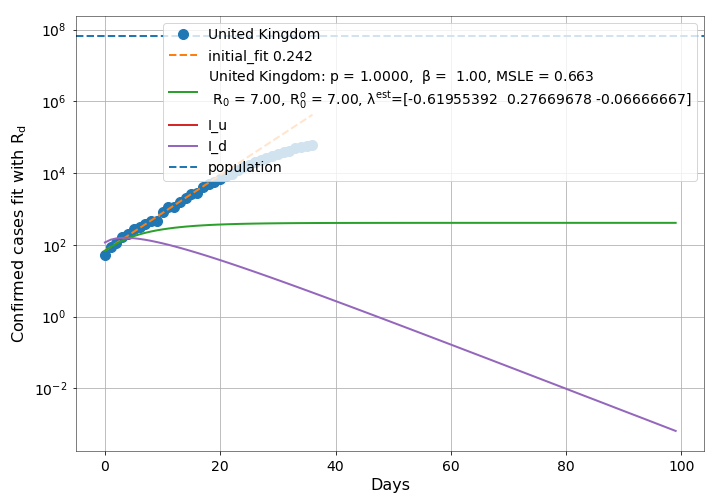 United Kingdom
initial_fit 0.242
United Kingdom: p = 1.0000,  β =  1.00, MSLE = 0.663
R₀ = 7.00, R₀ᵒ = 7.00, λᵉˢᵗ=[-0.61955392  0.27669678 -0.06666667]
I_u
I_d
population
Confirmed cases fit with R_d
10⁸
10⁶
10⁴
10²
10⁰
10⁻²
0 20 40 60 80 100
Days